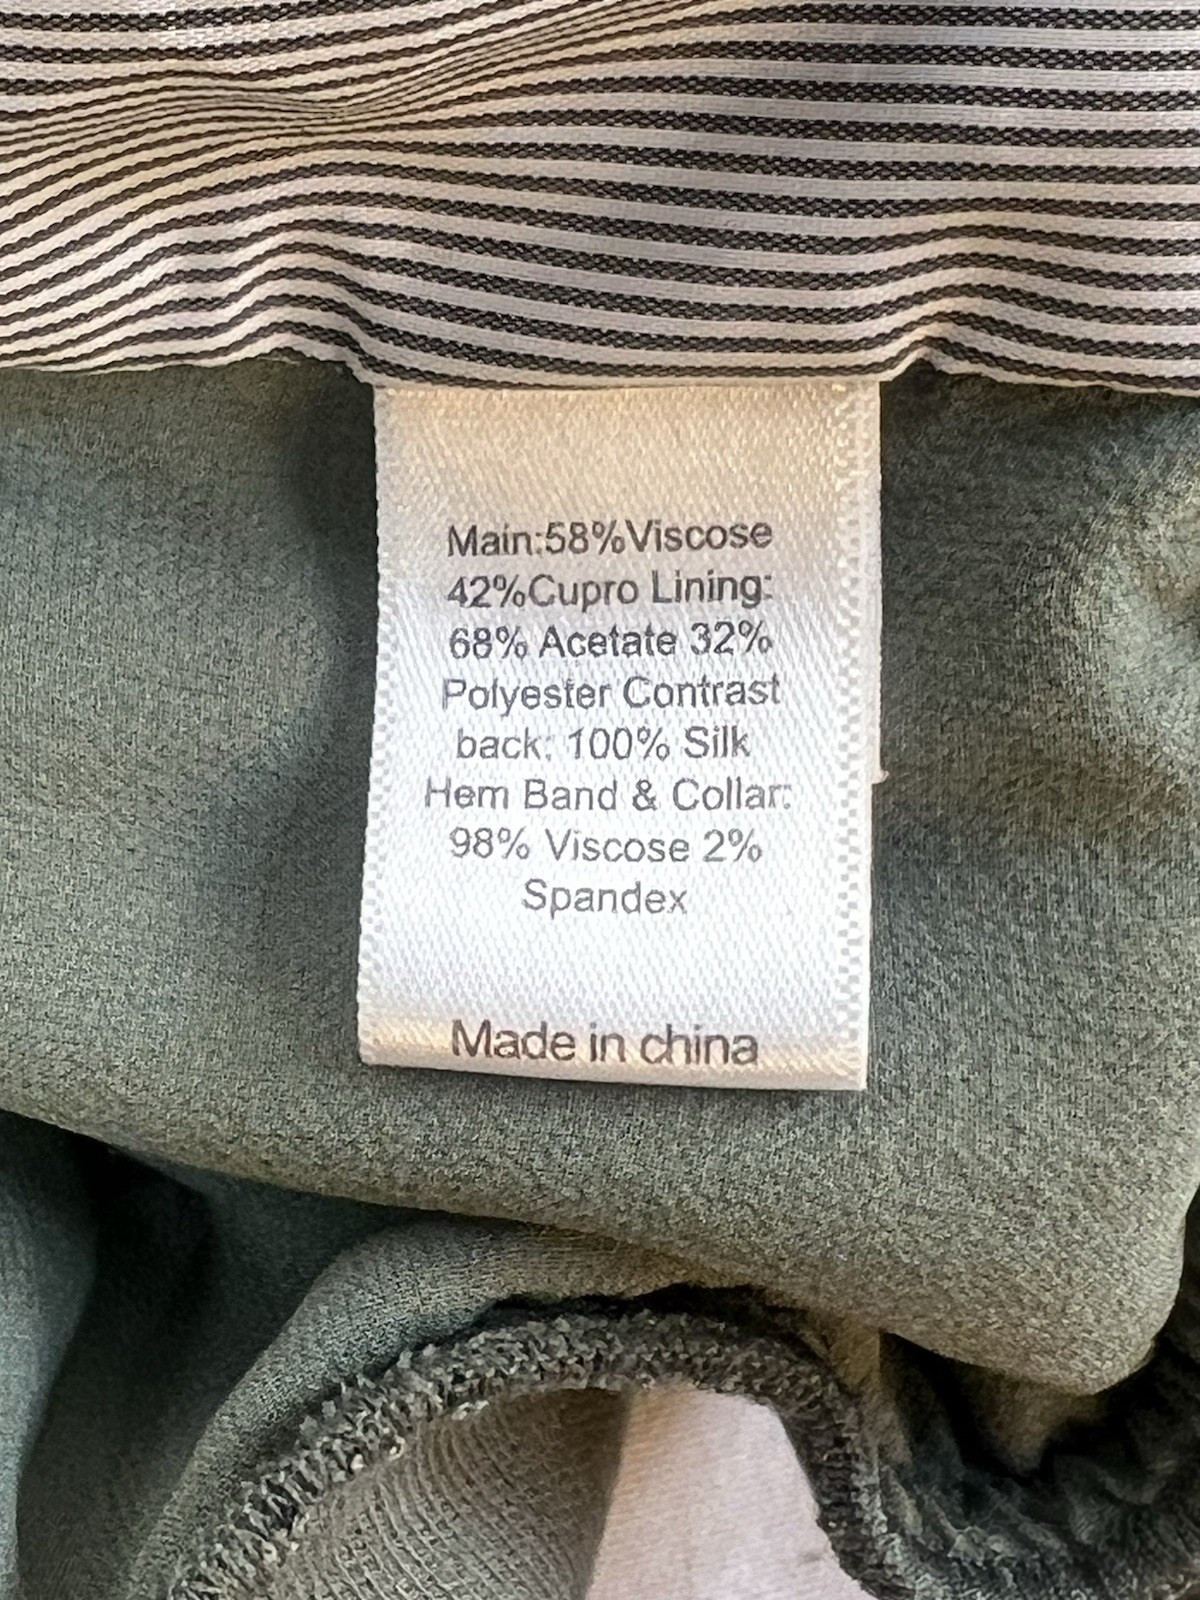 Main:58%Viscose
42%Cupro Lining:
68% Acetate 32%
Polyester Contrast
back: 100% Silk
Hem Band & Collar:
98% Viscose 2%
Spandex
Made in china